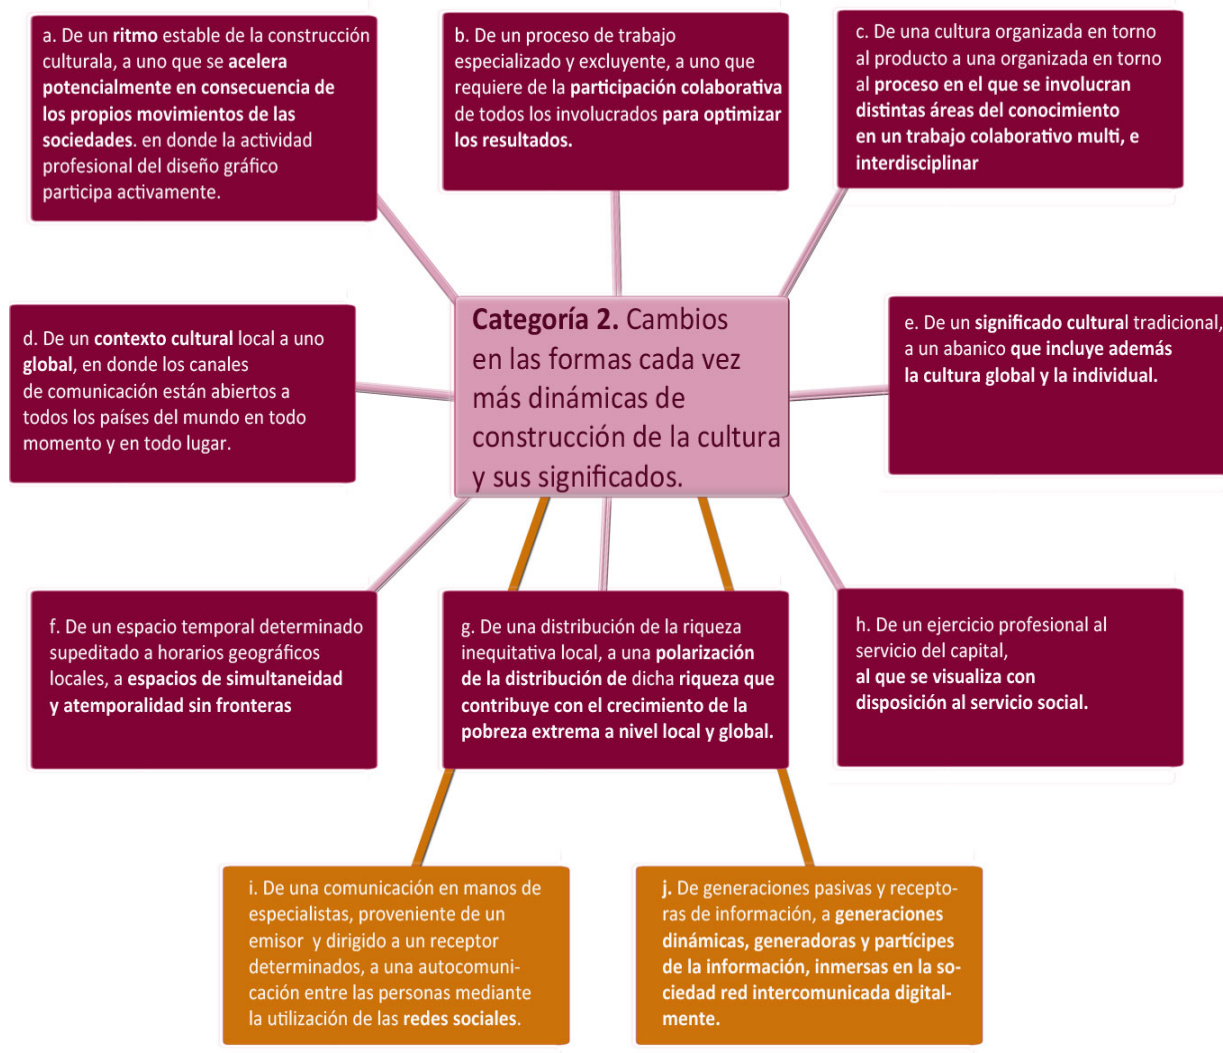 a. De un ritmo estable de la construcción
culturala, a uno que se acelera
potencialmente en consecuencia de
los propios movimientos de las
sociedades. en donde la actividad
profesional del diseño gráfico
participa activamente.
b. De un proceso de trabajo
especializado y excluyente, a uno que
requiere de la participación colaborativa
de todos los involucrados para optimizar
los resultados.
c. De una cultura organizada en torno
al producto a una organizada en torno
al proceso en el que se involucran
distintas áreas del conocimiento
en un trabajo colaborativo multi, e
interdisciplinar
d. De un contexto cultural local a uno
global, en donde los canales
de comunicación están abiertos a
todos los países del mundo en todo
momento y en todo lugar.
Categoría 2. Cambios
en las formas cada vez
más dinámicas de
construcción de la cultura
y sus significados.
e. De un significado cultural tradicional,
a un abanico que incluye además
la cultura global y la individual.
f. De un espacio temporal determinado
supeditado a horarios geográficos
locales, a espacios de simultaneidad
y atemporalidad sin fronteras
g. De una distribución de la riqueza
inequitativa local, a una polarización
de la distribución de dicha riqueza que
contribuye con el crecimiento de la
pobreza extrema a nivel local y global.
h. De un ejercicio profesional al
servicio del capital,
al que se visualiza con
disposición al servicio social.
i. De una comunicación en manos de
especialistas, proveniente de un
emisor y dirigido a un receptor
determinados, a una autocomuni-
cación entre las personas mediante
la utilización de las redes sociales.
j. De generaciones pasivas y recepto-
ras de información, a generaciones
dinámicas, generadoras y partícipes
de la información, inmersas en la so-
ciedad red intercomunicada digital-
mente.